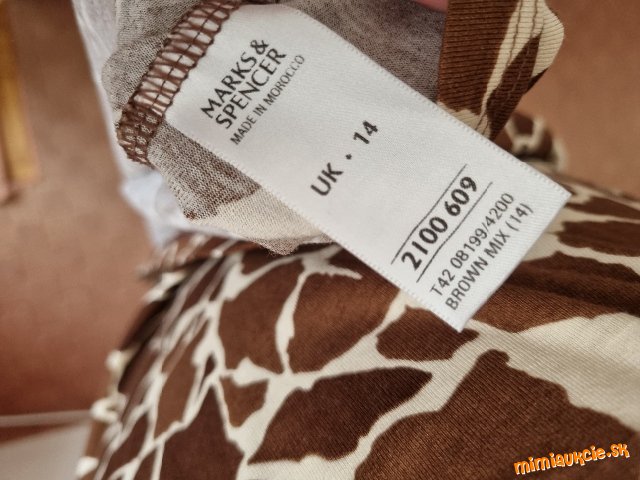 MARKS &
SPENCER
MADE IN MOROCCO
UK • 14
2100 609
T42 08199/4200
BROWN MIX (14)
mimiaukcie.sk